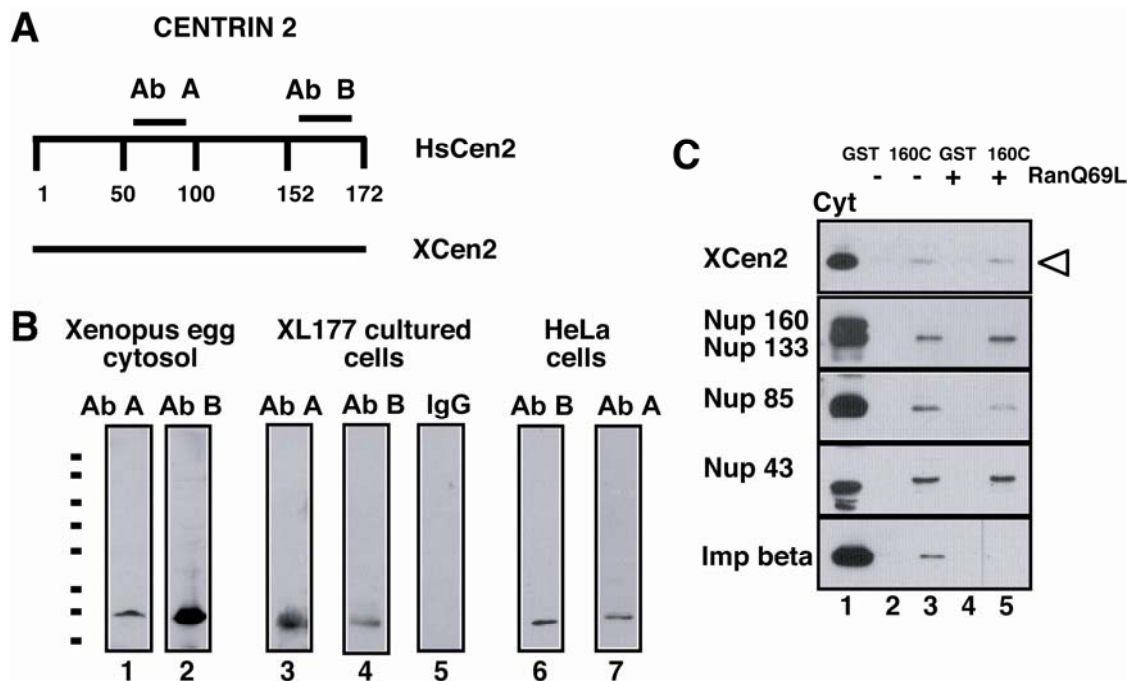 A
CENTRIN 2
Ab A
Ab B
HsCen2
1 50 100 152 172
XCen2
B
Xenopus egg
cytosol
XL177 cultured
cells
HeLa
cells
Ab A Ab B
Ab A Ab B IgG
Ab B Ab A
1 2 3 4 5 6 7
C
GST 160C GST 160C
- - + + RanQ69L
Cyt
XCen2
Nup 160
Nup 133
Nup 85
Nup 43
Imp beta
1 2 3 4 5